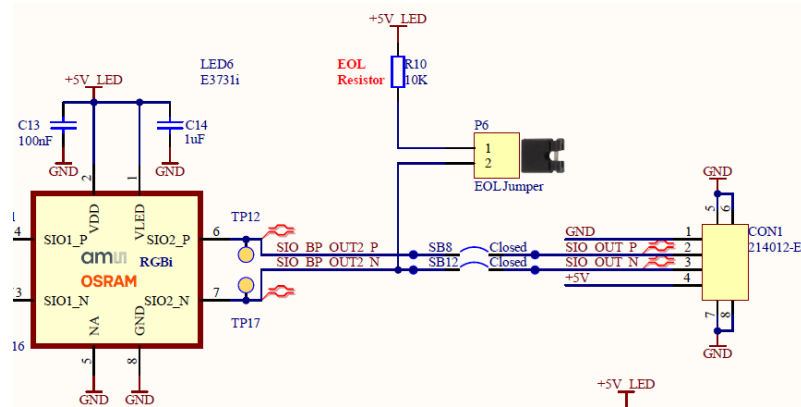 +5V_LED
LED6
E3731i
EOL
Resistor
R10
10K
+5V_LED
C13
100nF
C14
1uF
GND
GND
P6
1
2
EOL Jumper
2
1
VDD
VLED
GND
5
6
4
SIO1_P
SIO2_P
6
TP12
am
OSRAM
RGBi
SIO_BP_OUT2_P
SB8
Closed
SIO_BP_OUT2_N
SB12
Closed
GND
1
SIO_OUT_P
2
SIO_OUT_N
3
+5V
4
CON1
214012-E
3
SIO1_N
SIO2_N
7
TP17
NA
GND
16
5
8
GND
GND
7
8
GND
+5V_LED